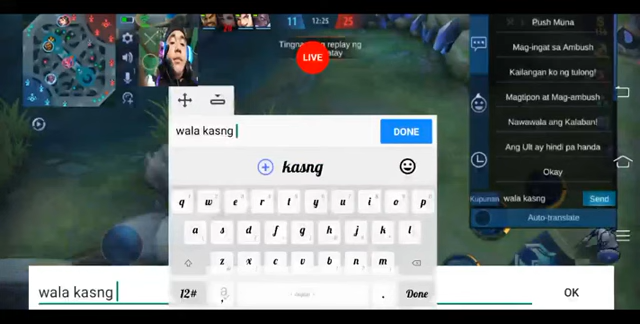 11 12:25 25
Tingnan ang replay ng
LIVE
Push Muna
Mag-ingat sa Ambush
Kailangan ko ng tulong!
Magtipon at Mag-ambush
Nawawala ang Kalaban!
Ang Ult ay hindi pa handa
Okay
wala kasng
DONE
kasng
Kupunan wala kasng Send
Auto-translate
q w e r t y u i o p
a s d f g h j k l
z x c v b n m
12# , . Done
wala kasng
OK